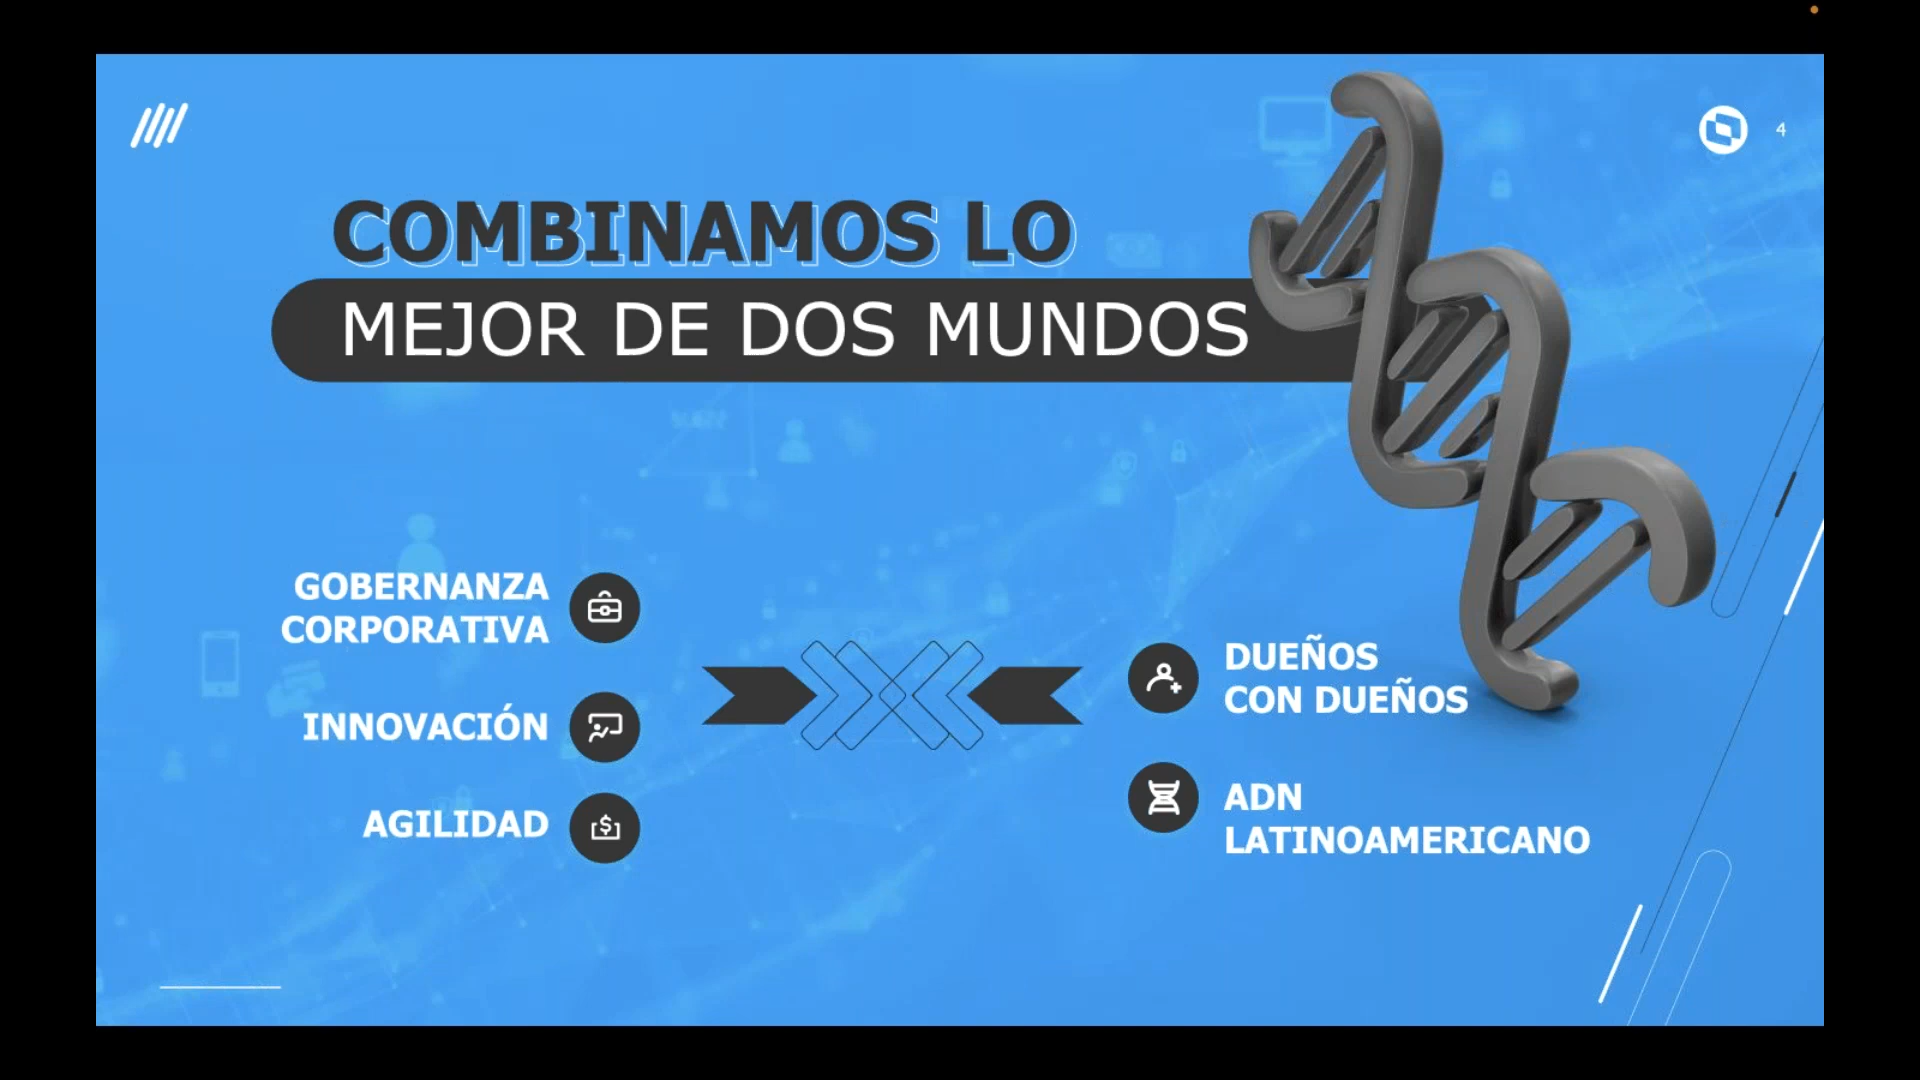 4
COMBINAMOS LO
MEJOR DE DOS MUNDOS
GOBERNANZA
CORPORATIVA
INNOVACIÓN
AGILIDAD
DUEÑOS
CON DUEÑOS
ADN
LATINOAMERICANO